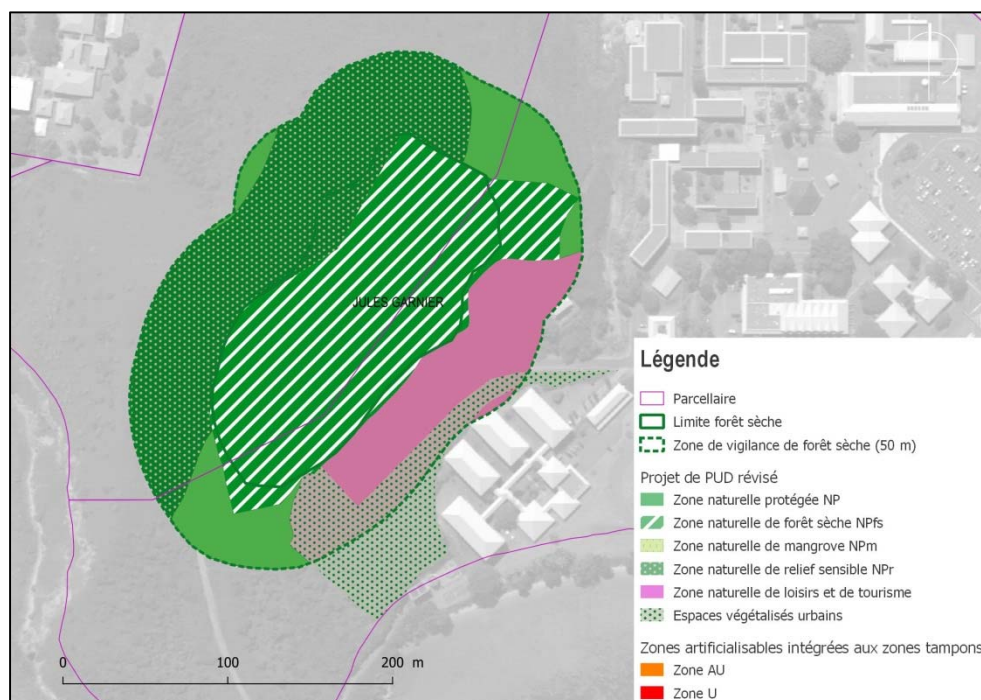 JULES GARNIER
Légende
Parcellaire
Limite forêt sèche
Zone de vigilance de forêt sèche (50 m)
Projet de PUD révisé
Zone naturelle protégée NP
Zone naturelle de forêt sèche NPfs
Zone naturelle de mangrove NPm
Zone naturelle de relief sensible NPr
Zone naturelle de loisirs et de tourisme
Espaces végétalisés urbains
Zones artificialisables intégrées aux zones tampons
Zone AU
Zone U
0 100 200 m